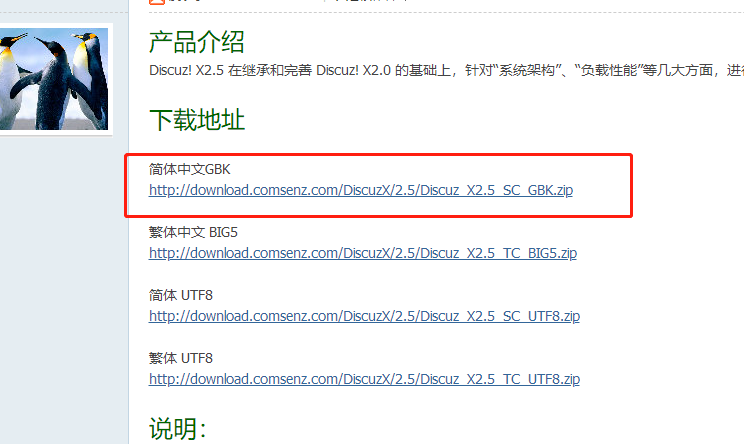 产品介绍
Discuz! X2.5 在继承和完善 Discuz! X2.0 的基础上，针对“系统架构”、“负载性能”等几大方面，进
下载地址
简体中文GBK
http://download.comsenz.com/DiscuzX/2.5/Discuz_X2.5_SC_GBK.zip
繁体中文 BIG5
http://download.comsenz.com/DiscuzX/2.5/Discuz_X2.5_TC_BIG5.zip
简体 UTF8
http://download.comsenz.com/DiscuzX/2.5/Discuz_X2.5_SC_UTF8.zip
繁体 UTF8
http://download.comsenz.com/DiscuzX/2.5/Discuz_X2.5_TC_UTF8.zip
说明：